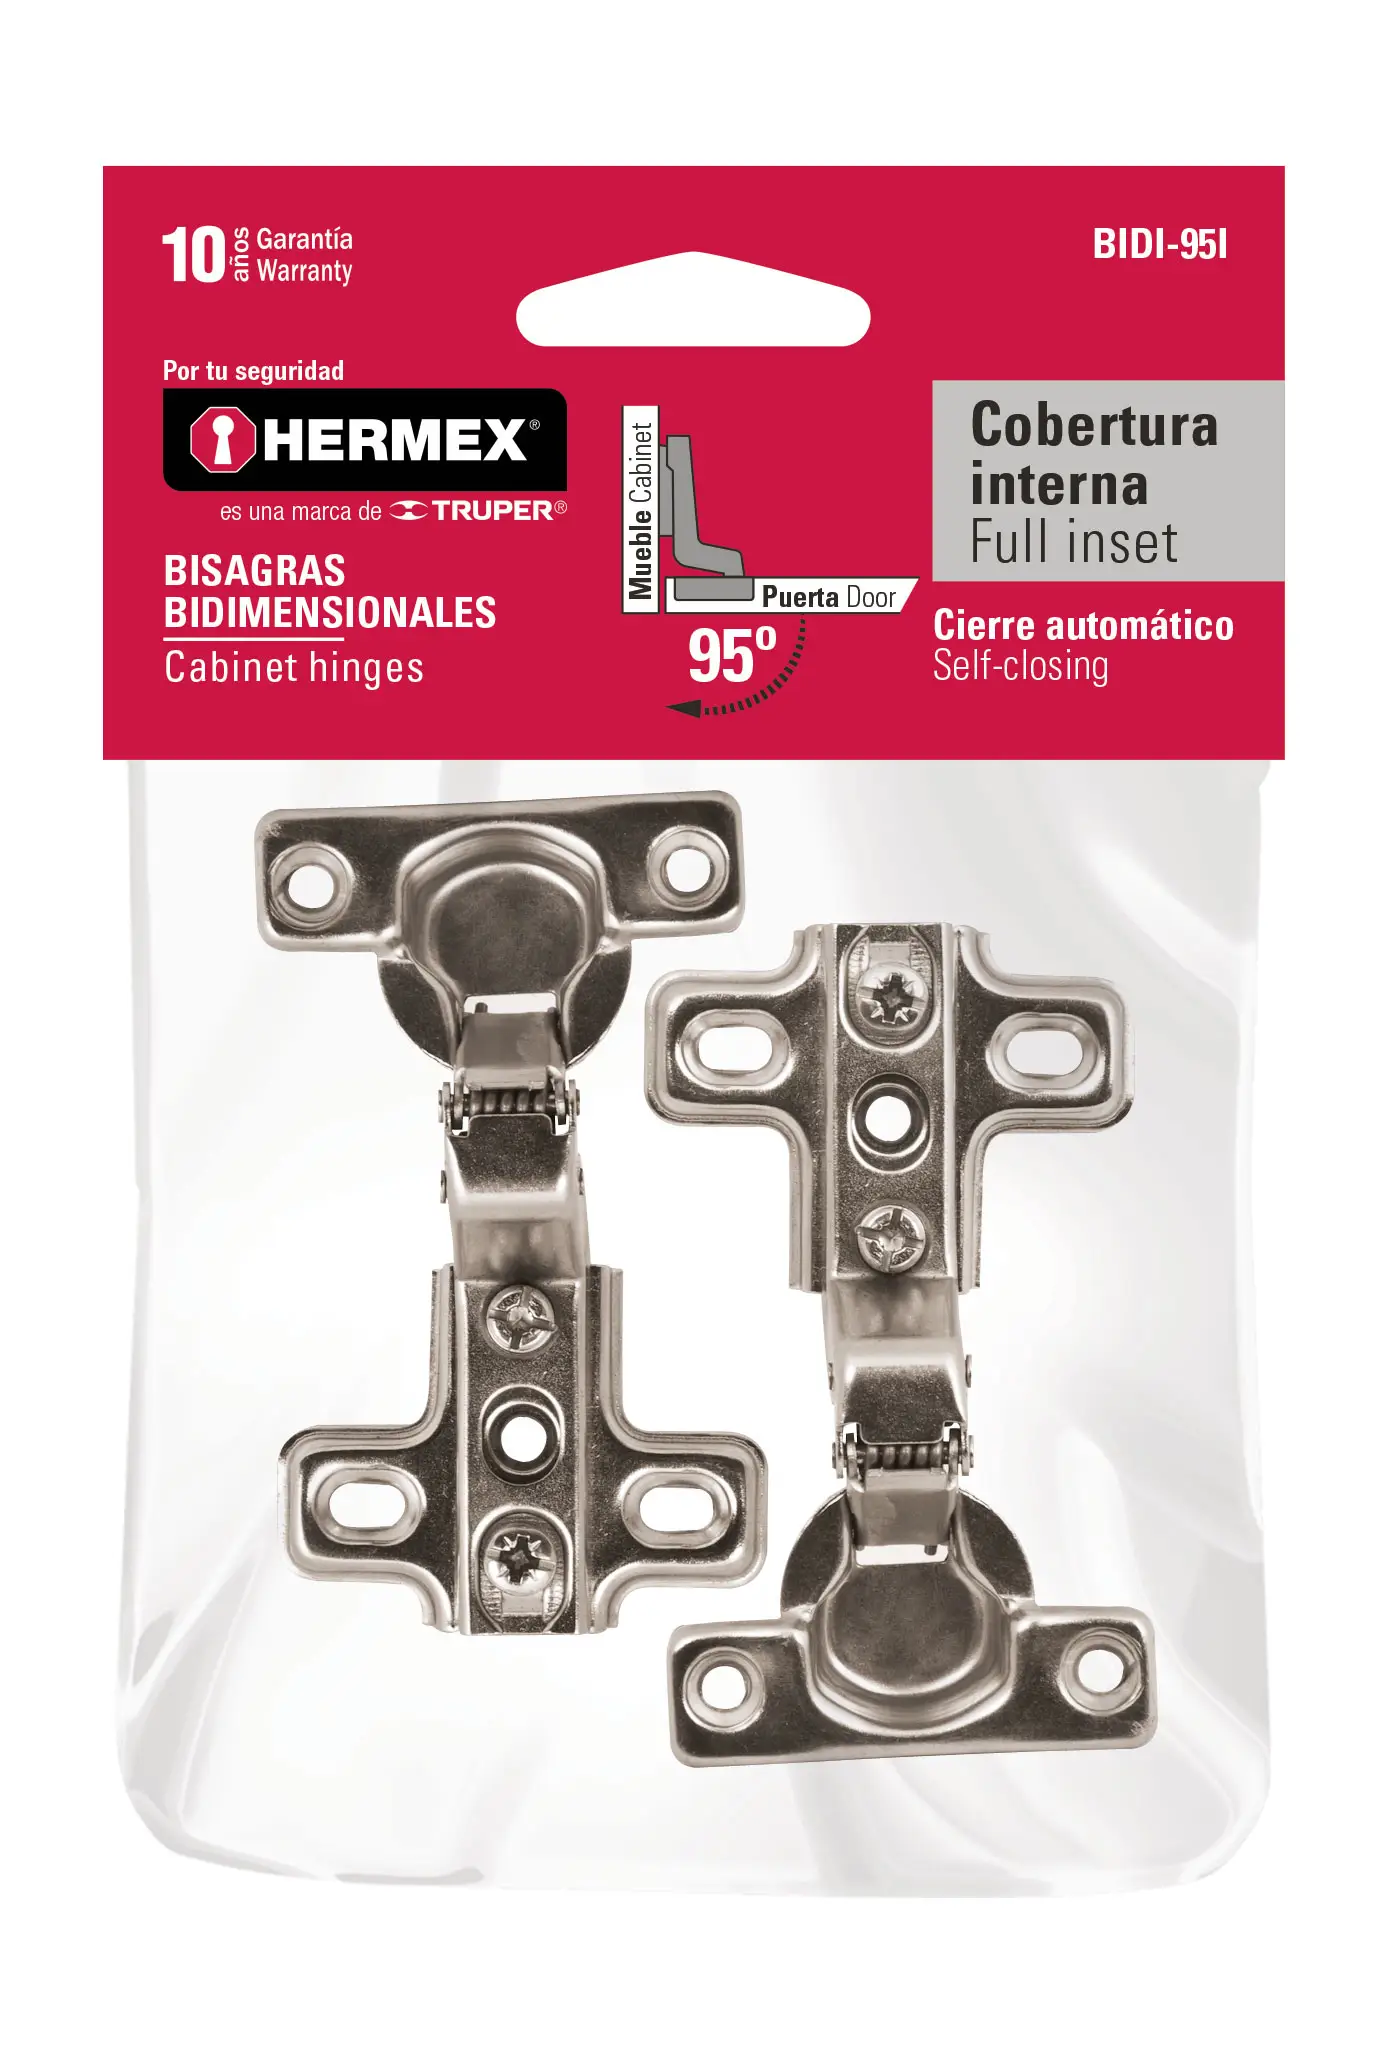 10 años Garantía
Warranty
BIDI-95I
Por tu seguridad
HERMEX®
es una marca de TRUPER®
BISAGRAS
BIDIMENSIONALES
Cabinet hinges
Mueble Cabinet
Puerta Door
95º
Cobertura
interna
Full inset
Cierre automático
Self-closing